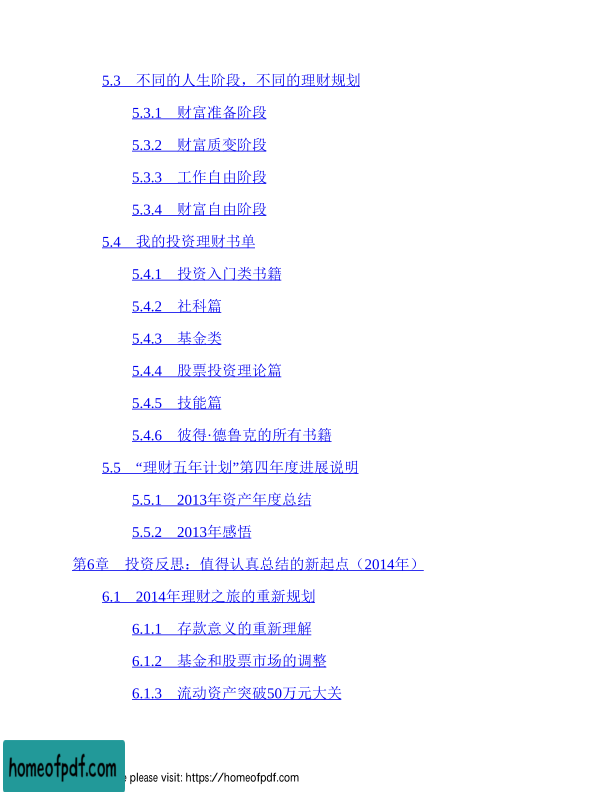 5.3　不同的人生阶段，不同的理财规划
5.3.1　财富准备阶段
5.3.2　财富质变阶段
5.3.3　工作自由阶段
5.3.4　财富自由阶段
5.4　我的投资理财书单
5.4.1　投资入门类书籍
5.4.2　社科篇
5.4.3　基金类
5.4.4　股票投资理论篇
5.4.5　技能篇
5.4.6　彼得·德鲁克的所有书籍
5.5　“理财五年计划”第四年度进展说明
5.5.1　2013年资产年度总结
5.5.2　2013年感悟
第6章　投资反思：值得认真总结的新起点（2014年）
6.1　2014年理财之旅的重新规划
6.1.1　存款意义的重新理解
6.1.2　基金和股票市场的调整
6.1.3　流动资产突破50万元大关
homeofpdf.com
please visit: https://homeofpdf.com